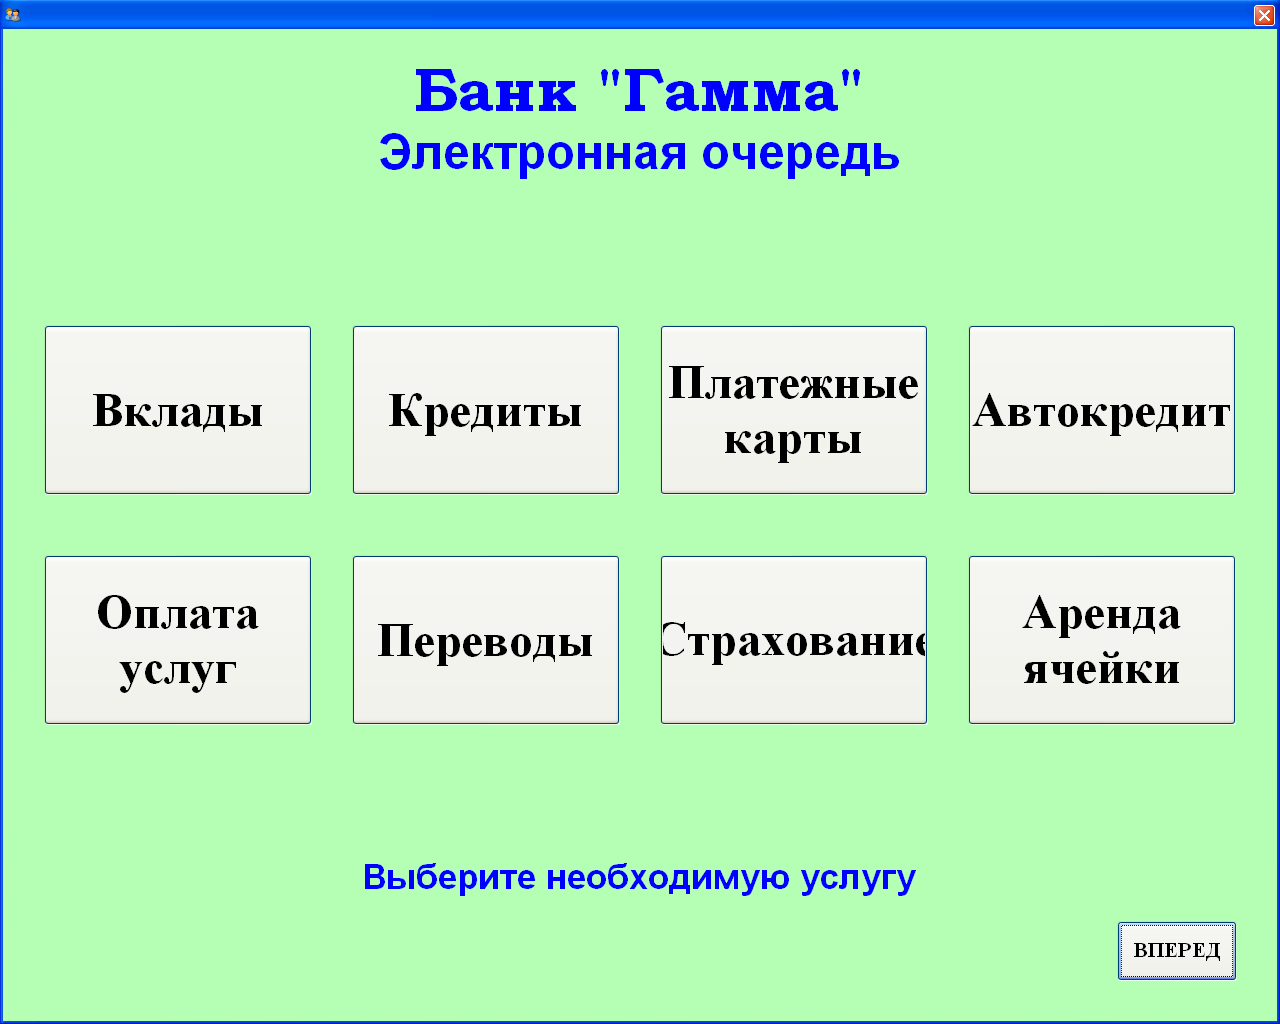 Банк "Гамма"
Электронная очередь
Вклады
Кредиты
Платежные
карты
Автокредит
Оплата
услуг
Переводы
Страхование
Аренда
ячейки
Выберите необходимую услугу
ВПЕРЕД